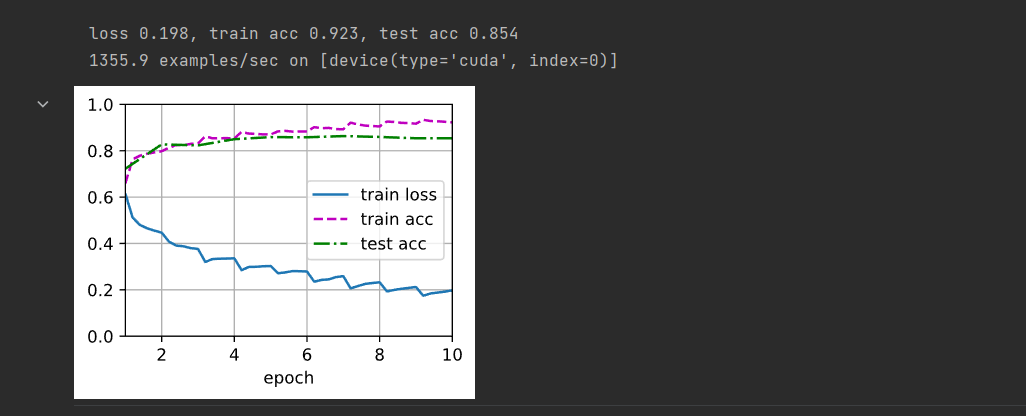 loss 0.198, train acc 0.923, test acc 0.854
1355.9 examples/sec on [device(type='cuda', index=0)]
1.0
0.8
0.6
0.4
0.2
0.0
train loss
train acc
test acc
2 4 6 8 10
epoch